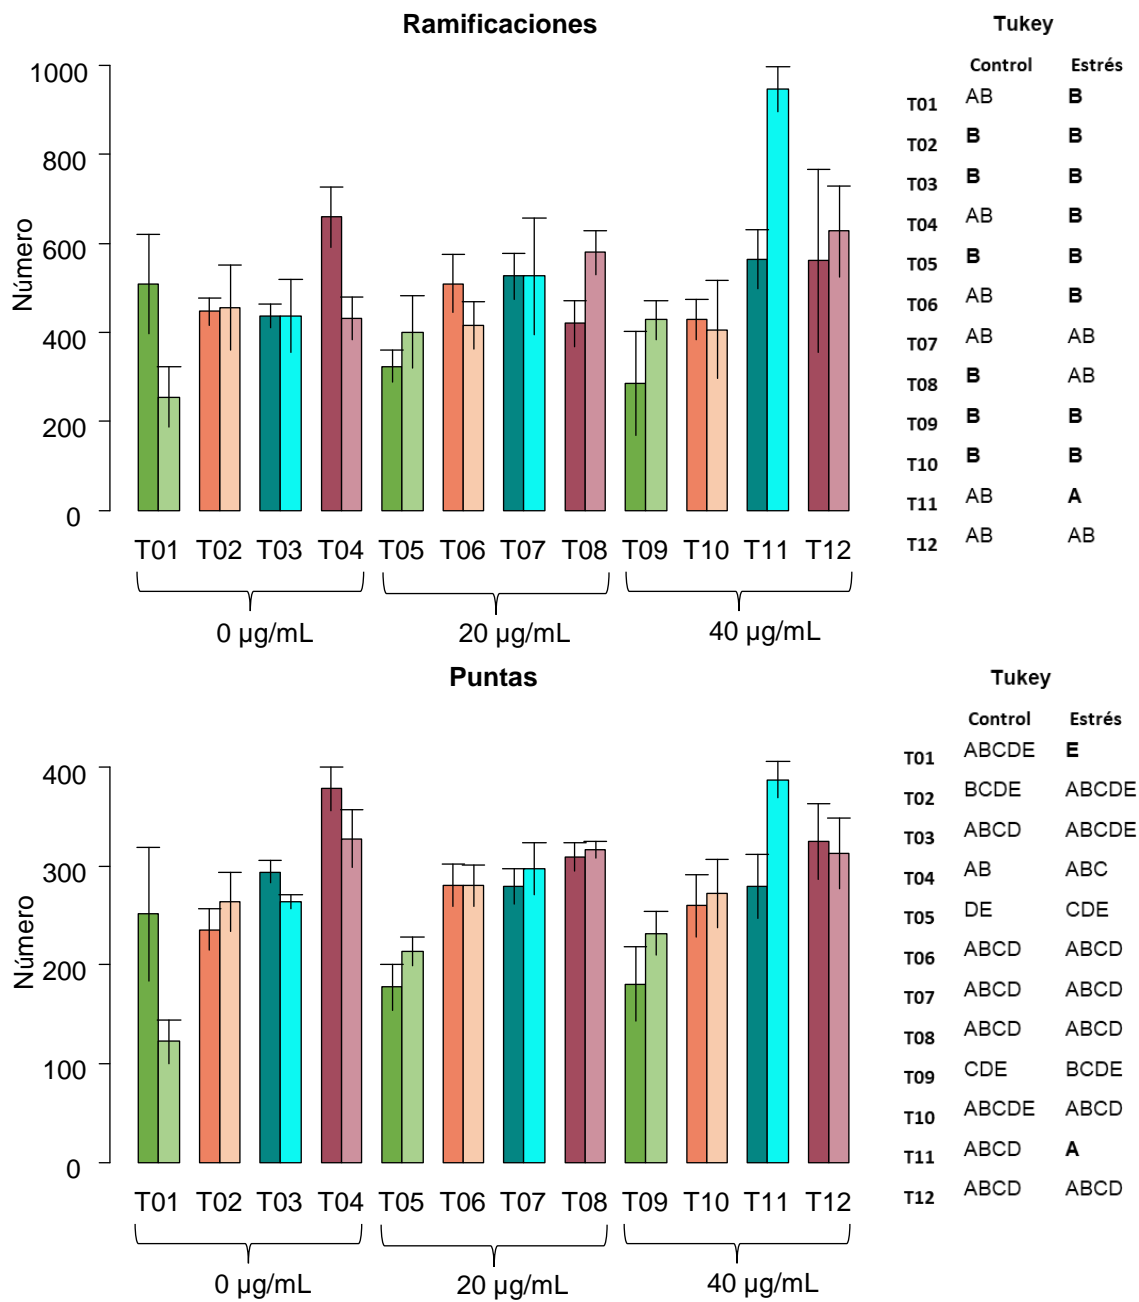 Ramificaciones
Tukey
Control Estrés
Número
1000
800
600
400
200
0
T01 AB B
T02 B B
T03 B B
T04 AB B
T05 B B
T06 AB B
T07 AB AB
T08 B AB
T09 B B
T10 B B
T11 AB A
T12 AB AB
T01 T02 T03 T04 T05 T06 T07 T08 T09 T10 T11 T12
0 µg/mL 20 µg/mL 40 µg/mL
Puntas
Tukey
Control Estrés
Número
400
300
200
100
0
T01 ABCDE E
T02 BCDE ABCDE
T03 ABCD ABCDE
T04 AB ABC
T05 DE CDE
T06 ABCD ABCD
T07 ABCD ABCD
T08 ABCD ABCD
T09 CDE BCDE
T10 ABCDE ABCD
T11 ABCD A
T12 ABCD ABCD
T01 T02 T03 T04 T05 T06 T07 T08 T09 T10 T11 T12
0 µg/mL 20 µg/mL 40 µg/mL